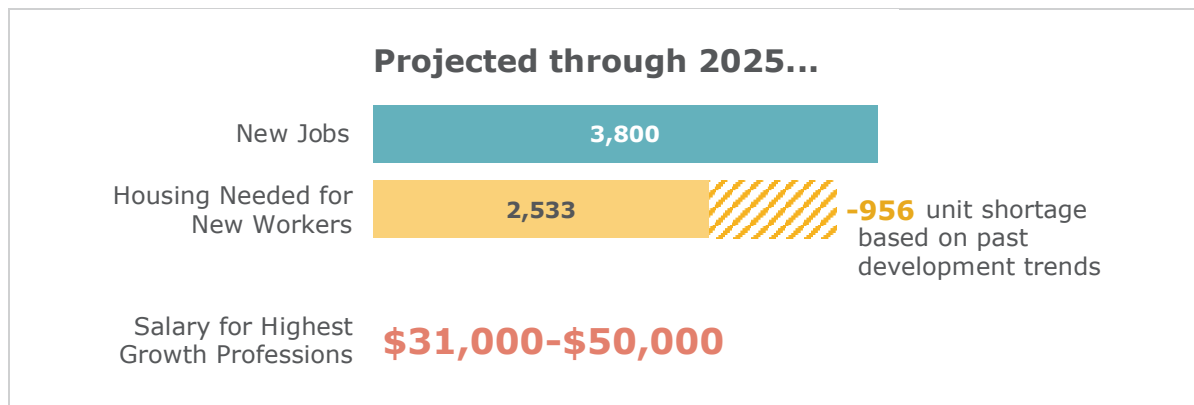 Projected through 2025...
New Jobs
3,800
Housing Needed for
New Workers
2,533
-956 unit shortage
based on past
development trends
Salary for Highest
Growth Professions
$31,000-$50,000